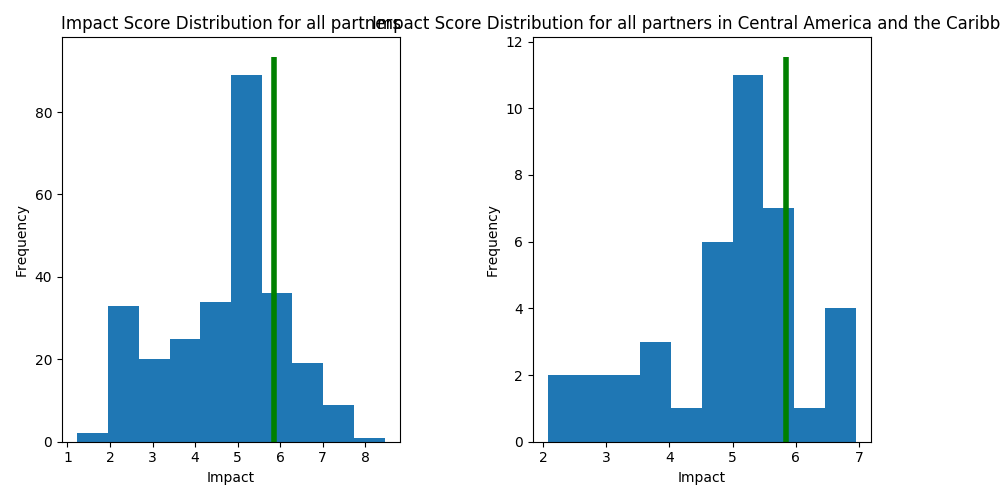 Impact Score Distribution for all partners
Impact Score Distribution for all partners in Central America and the Caribb
80
60
40
20
0
Frequency
1 2 3 4 5 6 7 8
Impact
12
10
8
6
4
2
0
Frequency
2 3 4 5 6 7
Impact